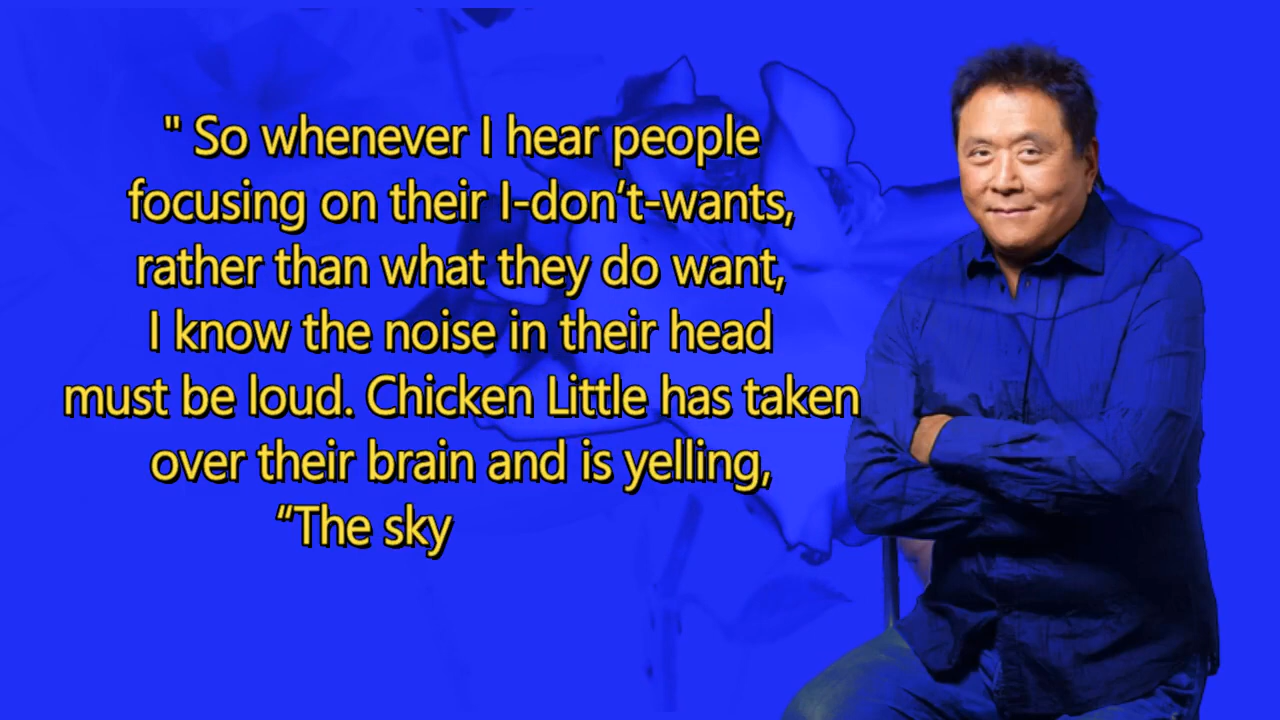 " So whenever I hear people
focusing on their I-don’t-wants,
rather than what they do want,
I know the noise in their head
must be loud. Chicken Little has taken
over their brain and is yelling,
“The sky